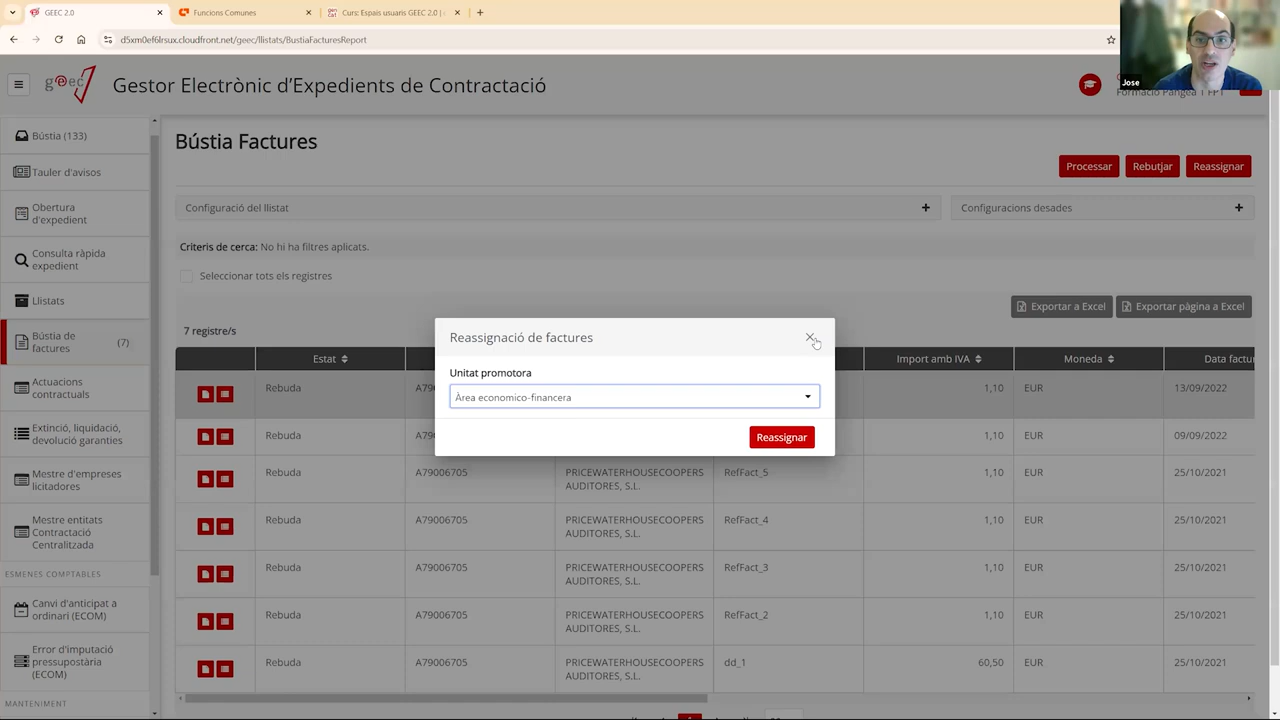 GEEC 2.0
Funcions Comunes
Curs: Espais usuaris GEEC 2.0 |
d5xm0ef6lrsux.cloudfront.net/geec/llistats/BustiaFacturesReport
g@ec
Gestor Electrònic d'Expedients de Contractació
Jose
Bústia (133)
Tauler d'avisos
Obertura
d'expedient
Consulta ràpida
expedient
Llistats
Bústia de
factures
(7)
Actuacions
contractuals
Extinció, liquidació,
devolució garanties
Mestre d'empreses
licitadores
Mestre entitats
Contractació
Centralitzada
ESMENES COMPTABLES
Canvi d'anticipat a
ordinari (ECOM)
Error d'imputació
pressupostària
(ECOM)
MANTENIMENT
Bústia Factures
Processar
Rebutjar
Reassignar
Configuració del llistat
Configuracions desades
Criteris de cerca: No hi ha filtres aplicats.
Seleccionar tots els registres
Exportar a Excel
Exportar pàgina a Excel
7 registre/s
Reassignació de factures
Unitat promotora
Àrea economico-financera
Reassignar
Estat Import amb IVA Moneda Data factur
Rebuda A79 1,10 EUR 13/09/2022
Rebuda A790 1,10 EUR 09/09/2022
Rebuda A79006705 PRICEWATERHOUSECOOPERS RefFact_5 1,10 EUR 25/10/2021
AUDITORES, S.L.
Rebuda A79006705 PRICEWATERHOUSECOOPERS RefFact_4 1,10 EUR 25/10/2021
AUDITORES, S.L.
Rebuda A79006705 PRICEWATERHOUSECOOPERS RefFact_3 1,10 EUR 25/10/2021
AUDITORES, S.L.
Rebuda A79006705 PRICEWATERHOUSECOOPERS RefFact_2 1,10 EUR 25/10/2021
AUDITORES, S.L.
Rebuda A79006705 PRICEWATERHOUSECOOPERS dd_1 60,50 EUR 25/10/2021
AUDITORES, S.L.